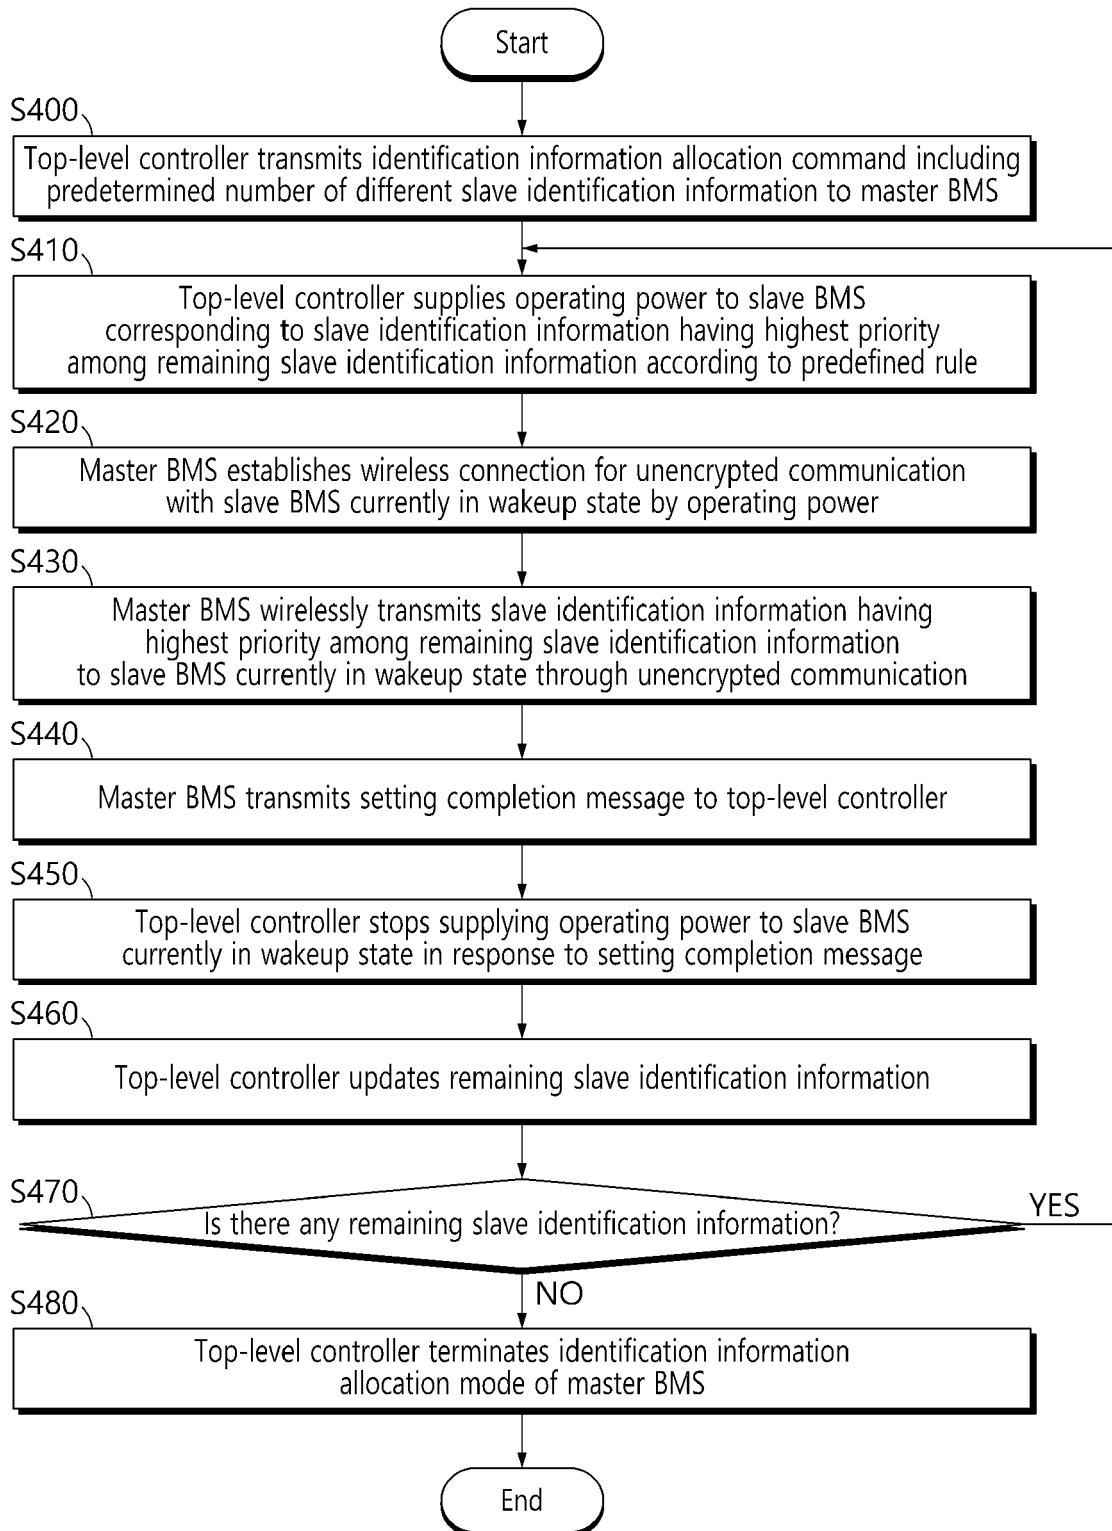 Start
S400
Top-level controller transmits identification information allocation command including
predetermined number of different slave identification information to master BMS
S410
Top-level controller supplies operating power to slave BMS
corresponding to slave identification information having highest priority
among remaining slave identification information according to predefined rule
S420
Master BMS establishes wireless connection for unencrypted communication
with slave BMS currently in wakeup state by operating power
S430
Master BMS wirelessly transmits slave identification information having
highest priority among remaining slave identification information
to slave BMS currently in wakeup state through unencrypted communication
S440
Master BMS transmits setting completion message to top-level controller
S450
Top-level controller stops supplying operating power to slave BMS
currently in wakeup state in response to setting completion message
S460
Top-level controller updates remaining slave identification information
S470
Is there any remaining slave identification information?
YES
NO
S480
Top-level controller terminates identification information
allocation mode of master BMS
End